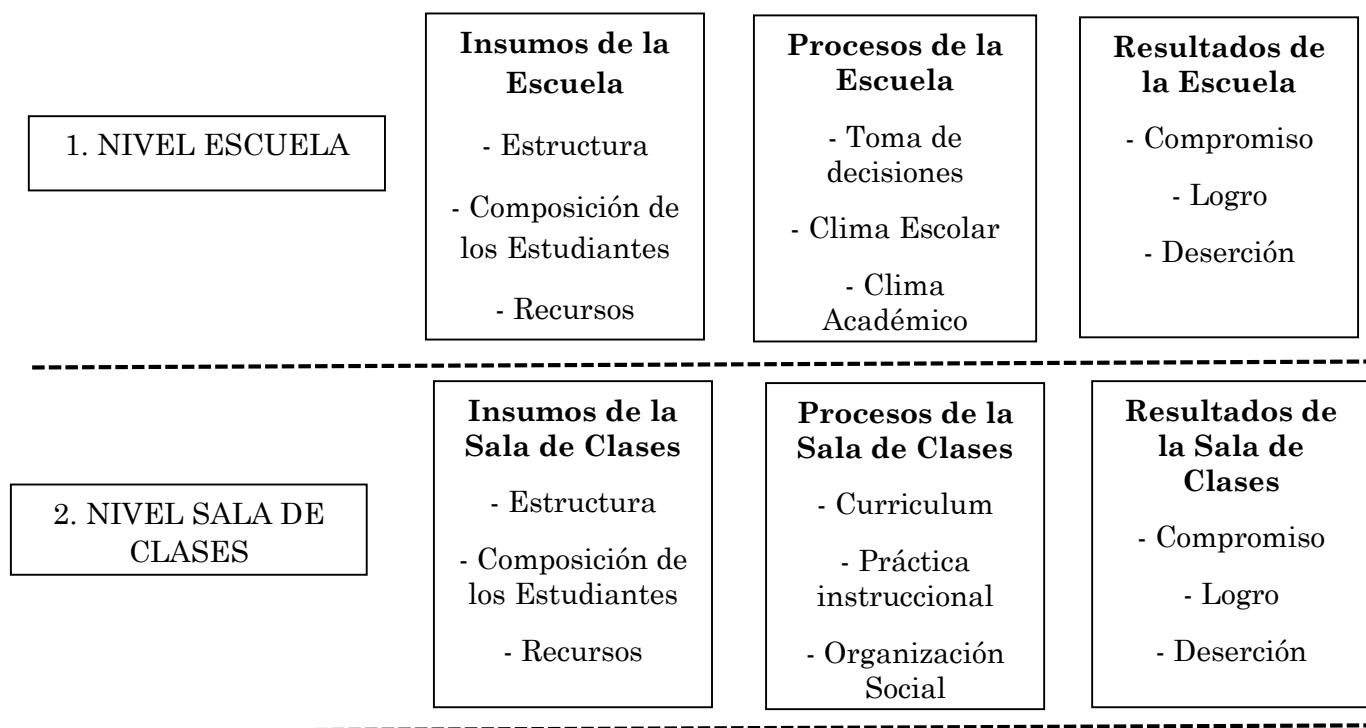 1. NIVEL ESCUELA
Insumos de la
Escuela
- Estructura
- Composición de
los Estudiantes
- Recursos
Procesos de la
Escuela
- Toma de
decisiones
- Clima Escolar
- Clima
Académico
Resultados de
la Escuela
- Compromiso
- Logro
- Deserción
2. NIVEL SALA DE
CLASES
Insumos de la
Sala de Clases
- Estructura
- Composición de
los Estudiantes
- Recursos
Procesos de la
Sala de Clases
- Curriculum
- Práctica
instruccional
- Organización
Social
Resultados de
la Sala de
Clases
- Compromiso
- Logro
- Deserción